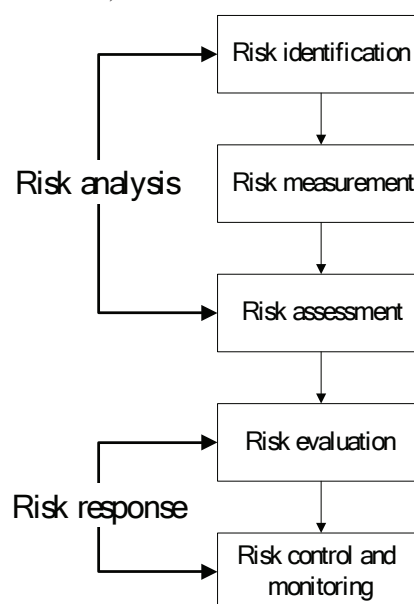 Risk identification
Risk analysis
Risk measurement
Risk assessment
Risk evaluation
Risk response
Risk control and
monitoring